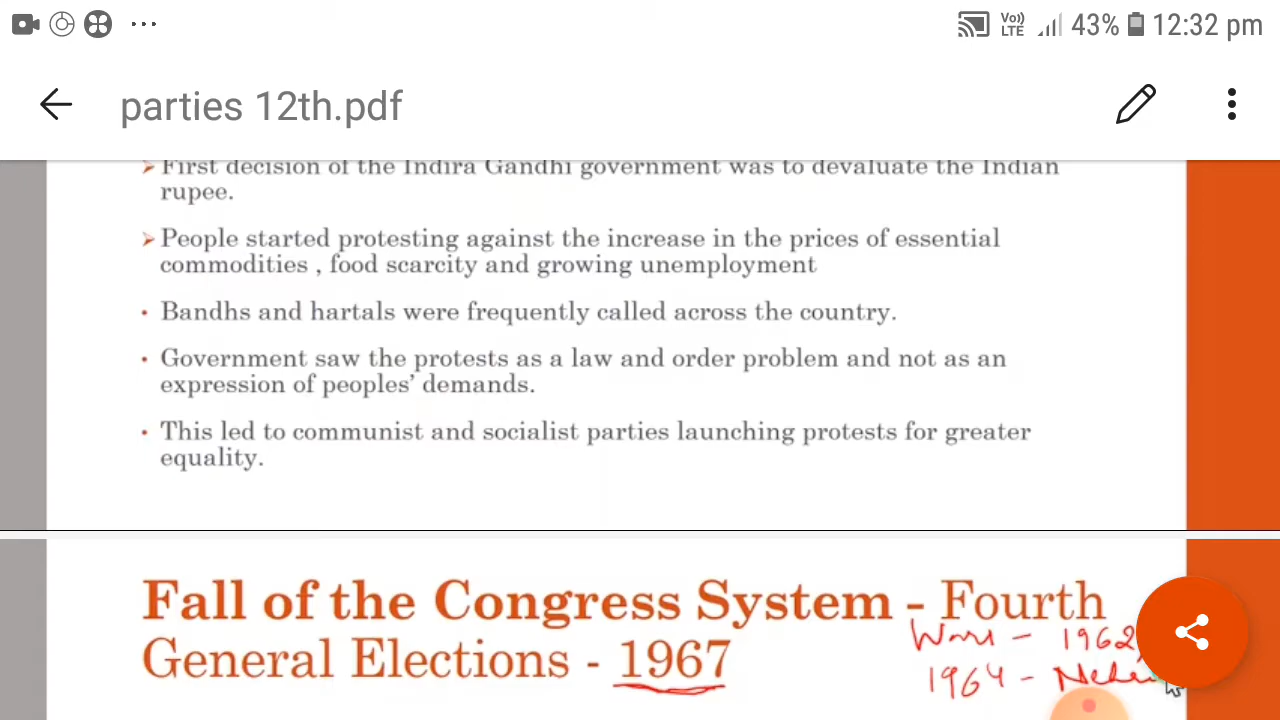 Vo))
LTE
43%
12:32 pm
parties 12th.pdf
First decision of the Indira Gandhi government was to devaluate the Indian
rupee.
People started protesting against the increase in the prices of essential
commodities , food scarcity and growing unemployment
Bandhs and hartals were frequently called across the country.
Government saw the protests as a law and order problem and not as an
expression of peoples’ demands.
This led to communist and socialist parties launching protests for greater
equality.
Fall of the Congress System - Fourth
General Elections - 1967
Wars - 1962
1964 -